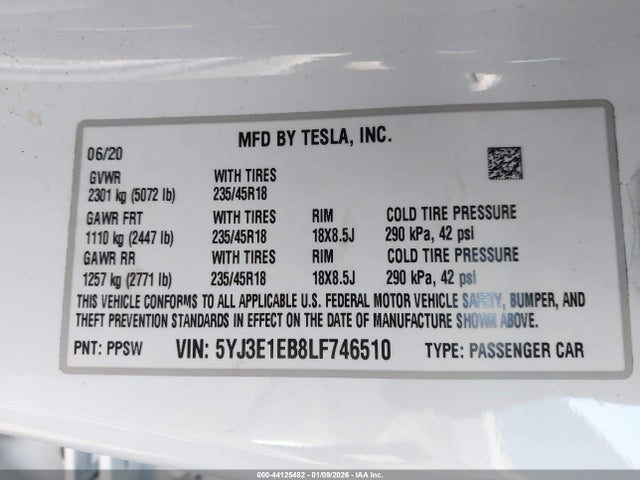 MFD BY TESLA, INC.
06/20
GVWR WITH TIRES
2301 kg (5072 lb) 235/45R18
GAWR FRT WITH TIRES RIM COLD TIRE PRESSURE
1110 kg (2447 lb) 235/45R18 18X8.5J 290 kPa, 42 psi
GAWR RR WITH TIRES RIM COLD TIRE PRESSURE
1257 kg (2771 lb) 235/45R18 18X8.5J 290 kPa, 42 psi
THIS VEHICLE CONFORMS TO ALL APPLICABLE U.S. FEDERAL MOTOR VEHICLE SAFETY, BUMPER, AND
THEFT PREVENTION STANDARDS IN EFFECT ON THE DATE OF MANUFACTURE SHOWN ABOVE.
PNT: PPSW VIN: 5YJ3E1EB8LF746510 TYPE: PASSENGER CAR
000-44125482 - 01/09/2026 - IAA Inc.